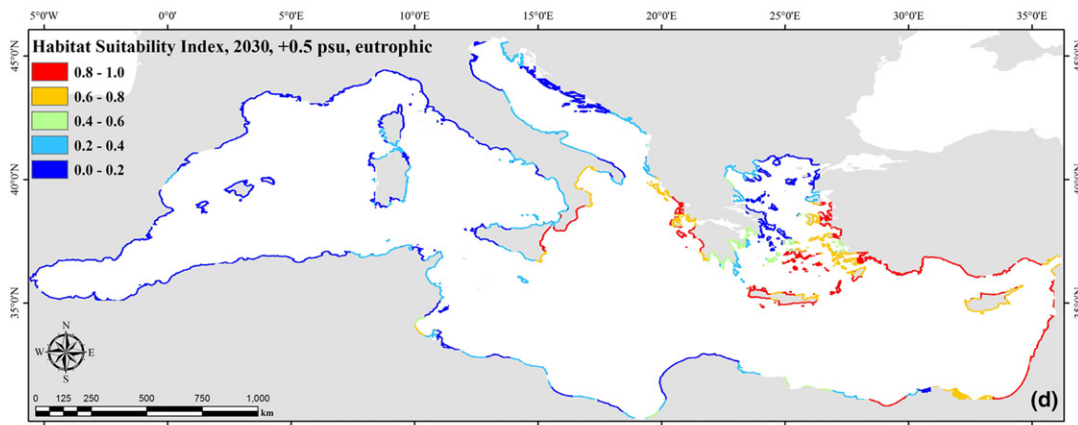 5°0'W 0°0' 5°0'E 10°0'E 15°0'E 20°0'E 25°0'E 30°0'E 35°0'E
Habitat Suitability Index, 2030, +0.5 psu, eutrophic
45°0'N 45°0'N
0.8 - 1.0
0.6 - 0.8
0.4 - 0.6
0.2 - 0.4
0.0 - 0.2
40°0'N 40°0'N
35°0'N 35°0'N
N
W E
S
0 125 250 500 750 1,000
km
(d)